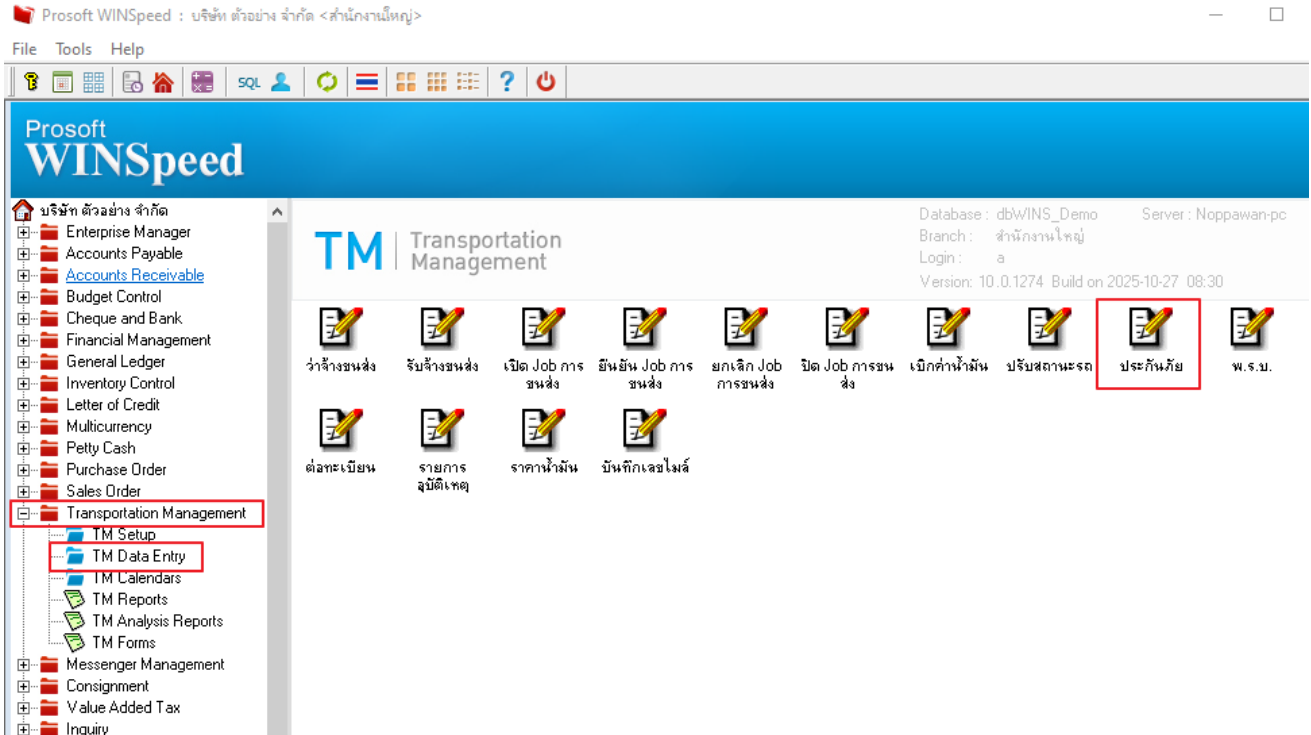 Prosoft WINSpeed : บริษัท ตัวอย่าง จำกัด <สำนักงานใหญ่>
File Tools Help
SQL
?
Prosoft
WINSpeed
บริษัท ตัวอย่าง จำกัด
Enterprise Manager
Accounts Payable
Accounts Receivable
Budget Control
Cheque and Bank
Financial Management
General Ledger
Inventory Control
Letter of Credit
Multicurrency
Petty Cash
Purchase Order
Sales Order
Transportation Management
TM Setup
TM Data Entry
TM Calendars
TM Reports
TM Analysis Reports
TM Forms
Messenger Management
Consignment
Value Added Tax
Inquiry
TM
Transportation
Management
Database : dbWINS_Demo Server : Noppawan-pc
Branch : สำนักงานใหญ่
Login : a
Version: 10.0.1274 Build on 2025-10-27 08:30
ว่าจ้างขนส่ง
รับจ้างขนส่ง
เปิด Job การ
ขนส่ง
ยืนยัน Job การ
ขนส่ง
ยกเลิก Job
การขนส่ง
ปิด Job การขน
ส่ง
เบิกค่าน้ำมัน
ปรับสถานะรถ
ประกันภัย
พ.ร.บ.
ต่อทะเบียน
รายการ
อุบัติเหตุ
ราคาน้ำมัน
บันทึกเลขไมล์